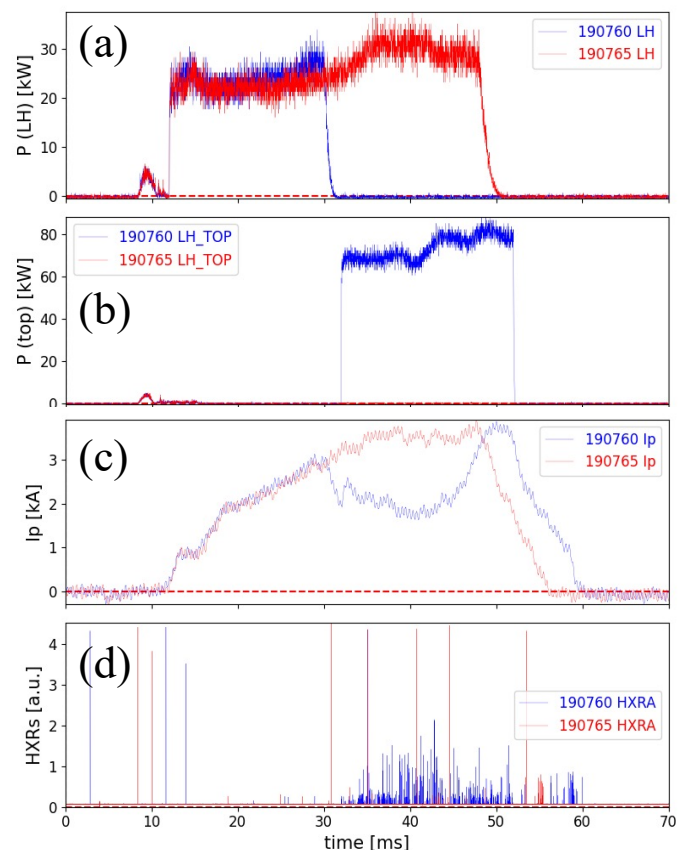 (a)
P (LH) [kW]
30
20
10
0
190760 LH
190765 LH
(b)
P (top) [kW]
80
60
40
20
0
190760 LH_TOP
190765 LH_TOP
(c)
Ip [kA]
3
2
1
0
190760 Ip
190765 Ip
(d)
HXRs [a.u.]
4
3
2
1
0
190760 HXRA
190765 HXRA
0 10 20 30 40 50 60 70
time [ms]